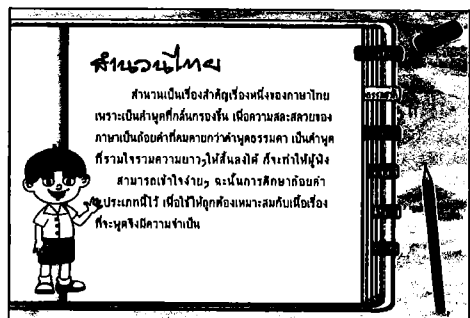 สำนวนไทย
สำนวนเป็นเรื่องสำคัญเรื่องหนึ่งของภาษาไทย
เพราะเป็นคำพูดที่กลั่นกรองขึ้น เพื่อความสละสลวยของ
ภาษาเป็นถ้อยคำที่คมคายกว่าคำพูดธรรมดา เป็นคำพูด
ที่รวมใจรวมความยาวๆให้สั้นลงได้ ก็จะทำให้ผู้ฟัง
สามารถเข้าใจง่ายๆ ฉะนั้นการศึกษาถ้อยคำ
ประเภทนี้ไว้ เพื่อใช้ให้ถูกต้องเหมาะสมกับเนื้อเรื่อง
ที่จะพูดจึงมีความจำเป็น